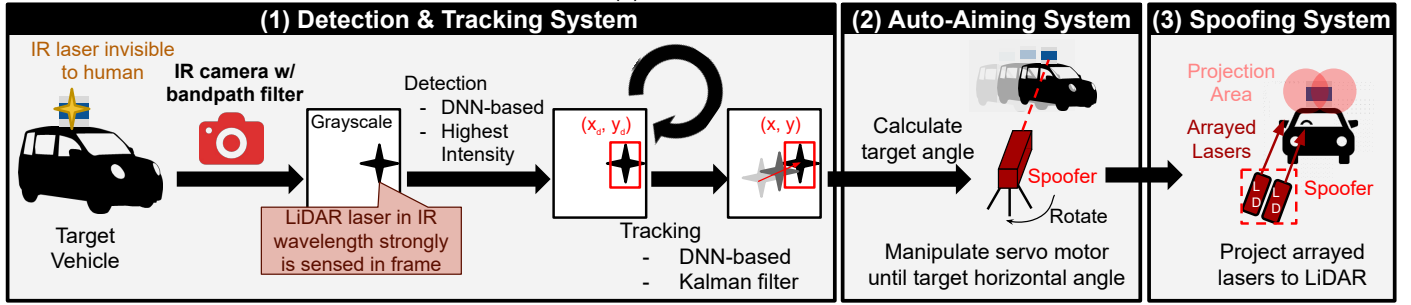 (1) Detection & Tracking System
IR laser invisible
to human
IR camera w/
bandpath filter
Target
Vehicle
Grayscale
LiDAR laser in IR
wavelength strongly
is sensed in frame
Detection
- DNN-based
- Highest
Intensity
(x_d, y_d)
Tracking
- DNN-based
- Kalman filter
(x, y)
(2) Auto-Aiming System
Calculate
target angle
Spoofer
Rotate
Manipulate servo motor
until target horizontal angle
(3) Spoofing System
Projection
Area
Arrayed
Lasers
L
D
L
D
Spoofer
Project arrayed
lasers to LiDAR